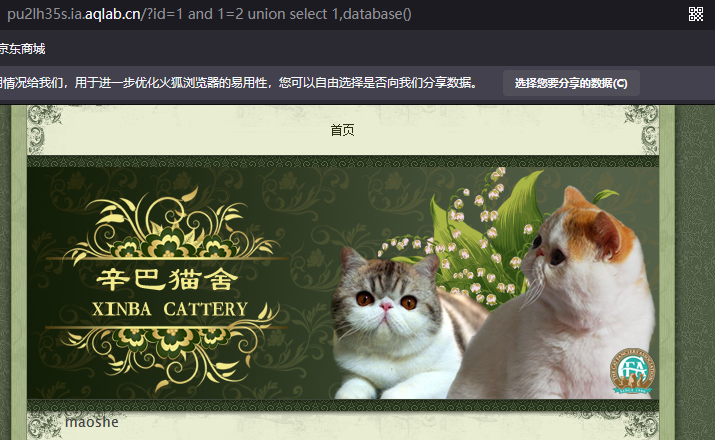 pu2lh35s.ia.aqlab.cn/?id=1 and 1=2 union select 1,database()
京东商城
情况给我们，用于进一步优化火狐浏览器的易用性，您可以自由选择是否向我们分享数据。 选择您要分享的数据(C)
首页
辛巴猫舍
XINBA CATTERY
maoshe